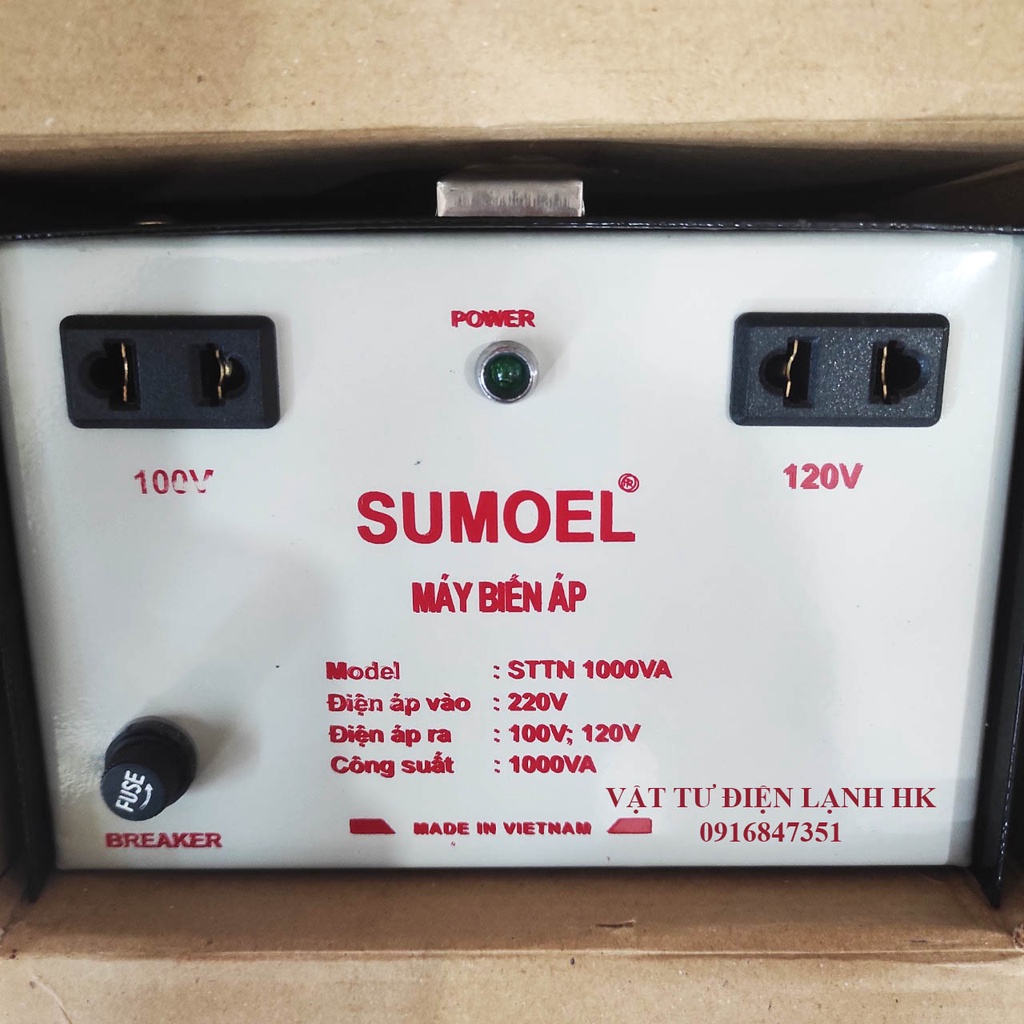 POWER
100V
120V
SUMOEL®
MÁY BIẾN ÁP
Model : STTN 1000VA
Điện áp vào : 220V
Điện áp ra : 100V; 120V
Công suất : 1000VA
FUSE
BREAKER
MADE IN VIETNAM
VẬT TƯ ĐIỆN LẠNH HK
0916847351